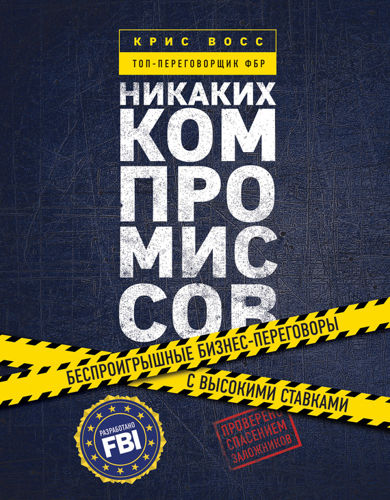 КРИС ВОСС
ТОП-ПЕРЕГОВОРЩИК ФБР
НИКАКИХ
КОМ
ПРО
МИС
СОВ
БЕСПРОИГРЫШНЫЕ БИЗНЕС-ПЕРЕГОВОРЫ
С ВЫСОКИМИ СТАВКАМИ
РАЗРАБОТАНО
FBI
ПРОВЕРЕНО
СПАСЕНИЕМ
ЗАЛОЖНИКОВ